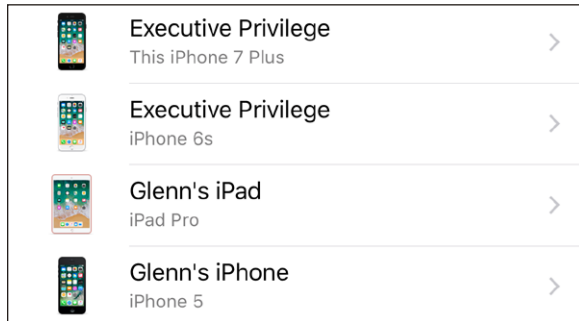 Executive Privilege
This iPhone 7 Plus
Executive Privilege
iPhone 6s
Glenn's iPad
iPad Pro
Glenn's iPhone
iPhone 5